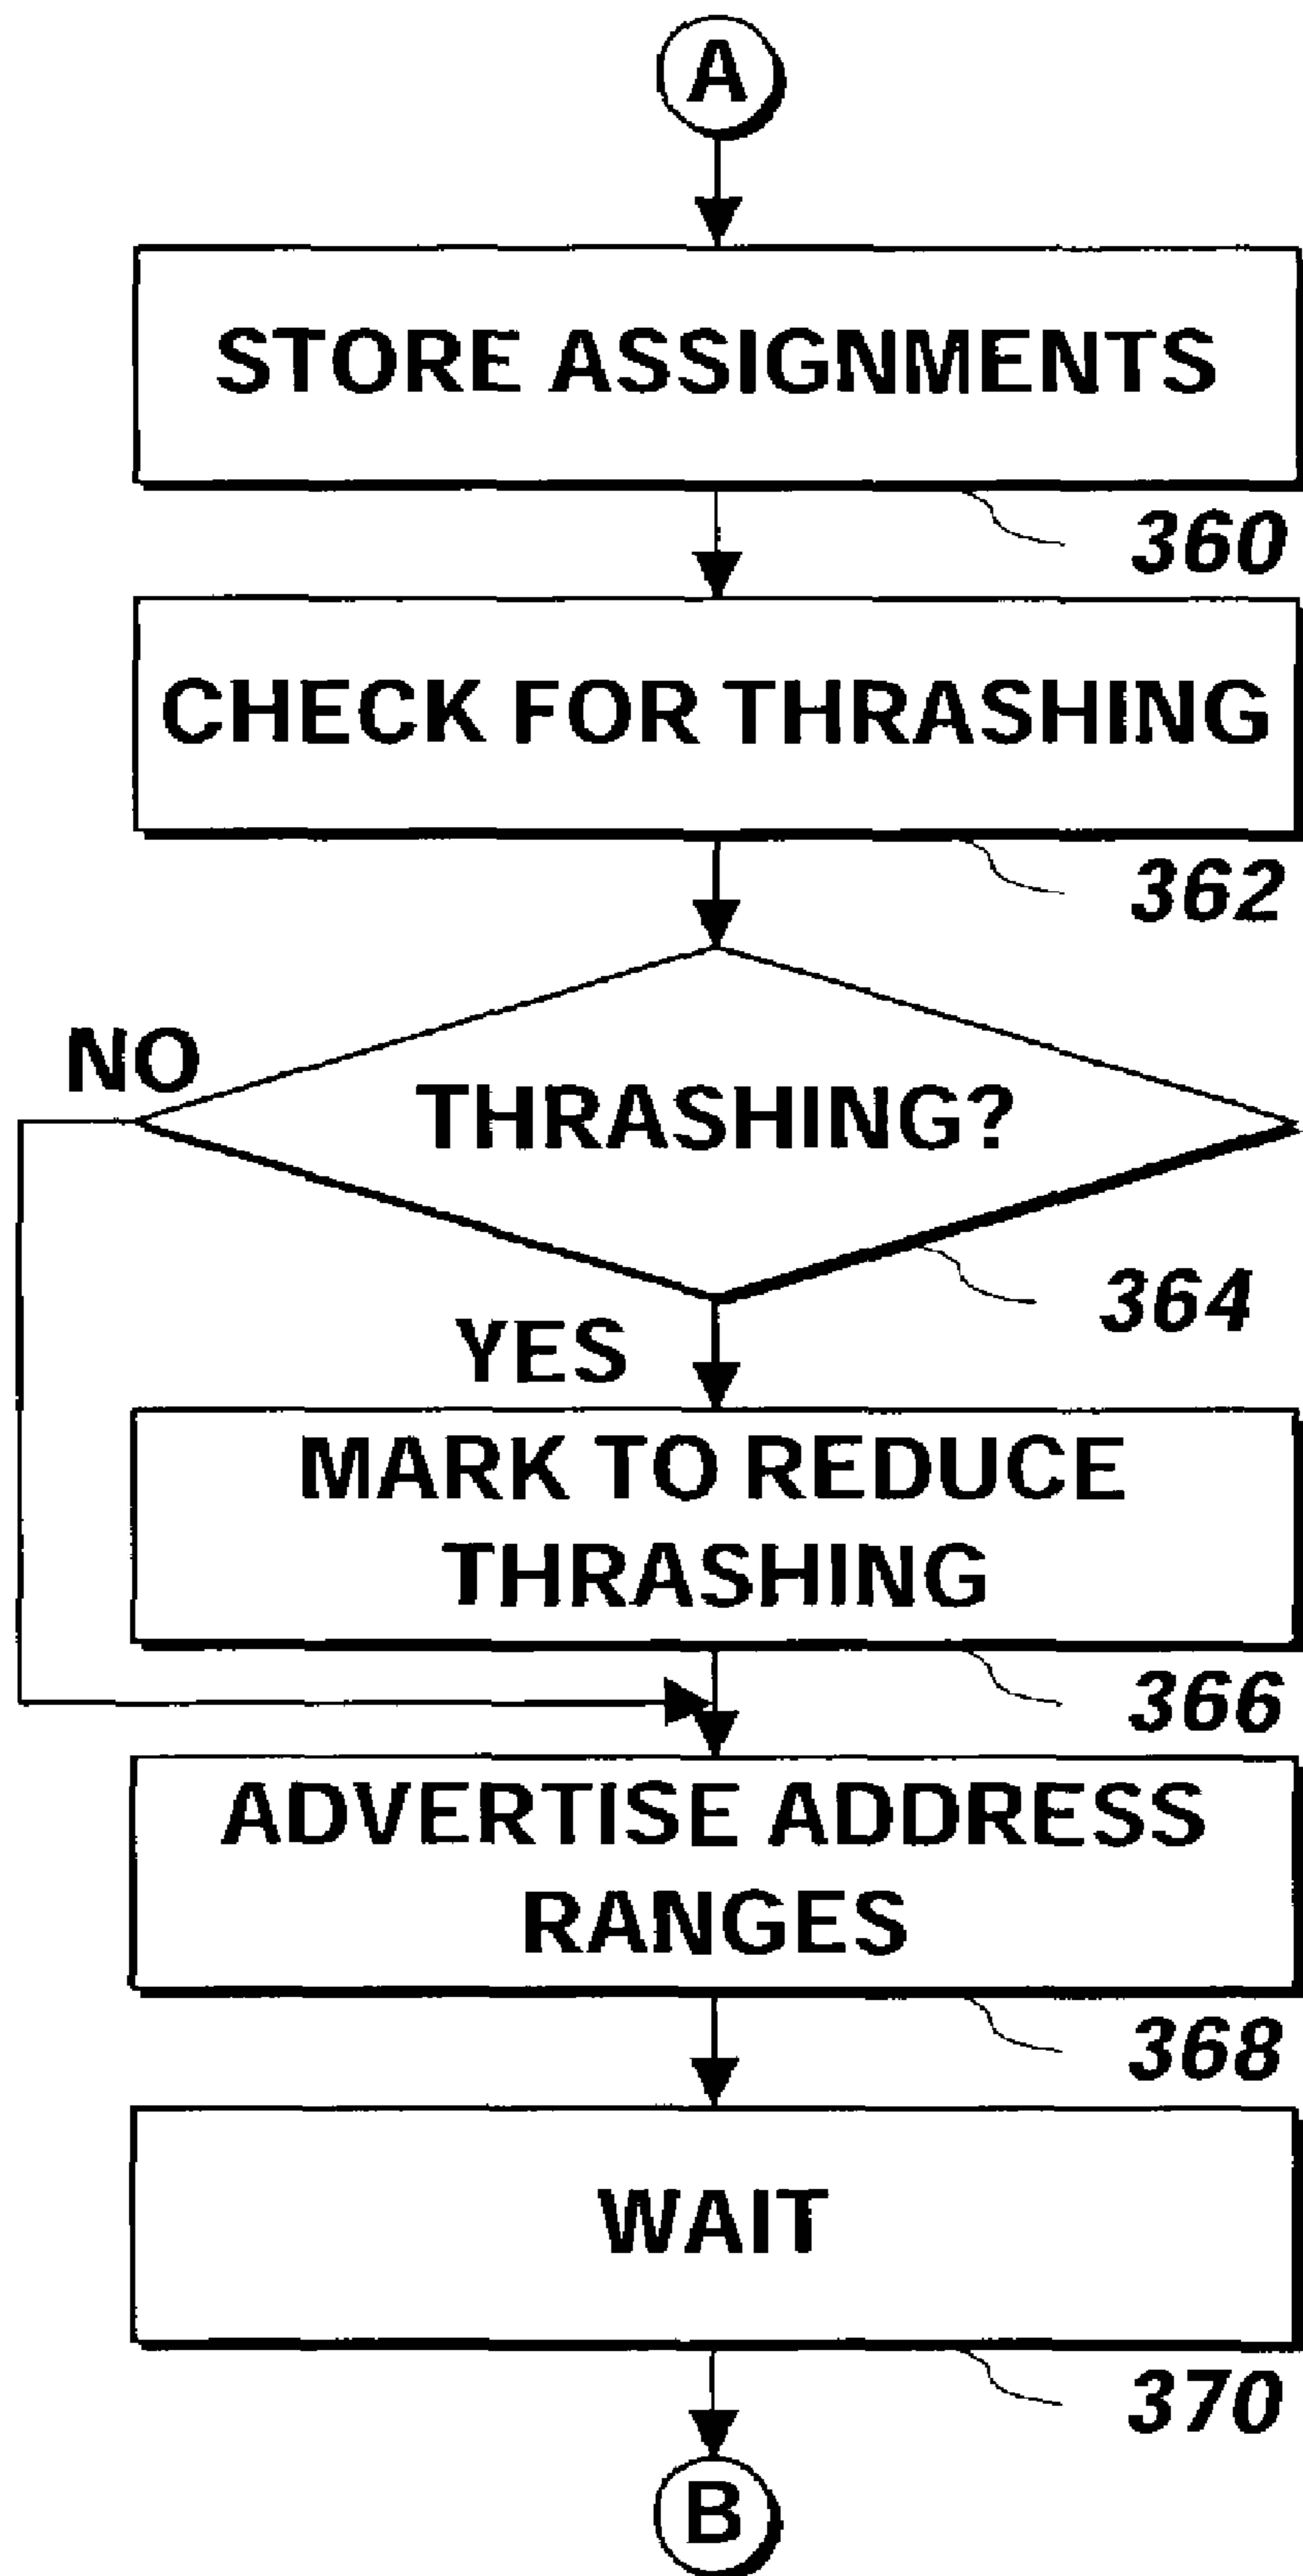 A
STORE ASSIGNMENTS
360
CHECK FOR THRASHING
362
NO
THRASHING?
364
YES
MARK TO REDUCE
THRASHING
366
ADVERTISE ADDRESS
RANGES
368
WAIT
370
B